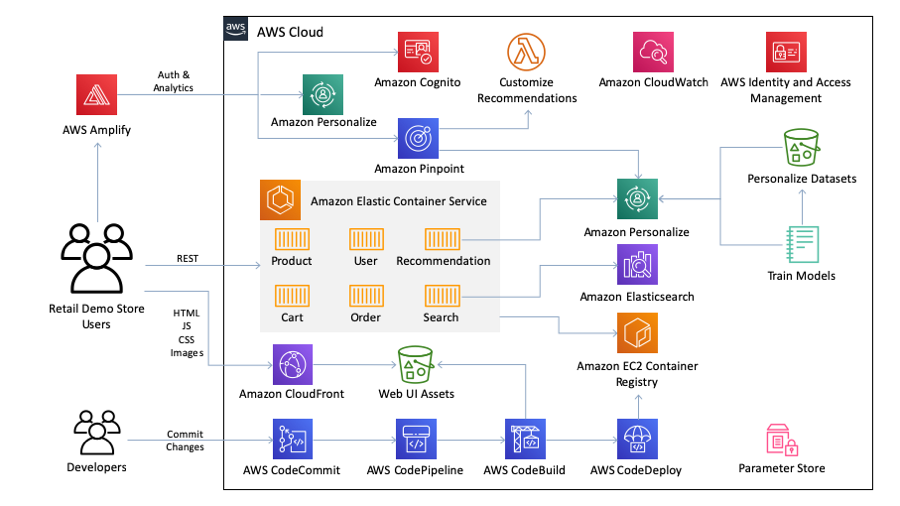 aws
AWS Cloud
Auth &
Analytics
Amazon Cognito
Customize
Recommendations
Amazon CloudWatch
AWS Identity and Access
Management
AWS Amplify
Amazon Personalize
Amazon Pinpoint
Personalize Datasets
Amazon Elastic Container Service
Amazon Personalize
Product
User
Recommendation
REST
Train Models
Amazon Elasticsearch
Retail Demo Store
Users
Cart
Order
Search
HTML
JS
CSS
Images
Amazon EC2 Container
Registry
Amazon CloudFront
Web UI Assets
Commit
Changes
Developers
AWS CodeCommit
AWS CodePipeline
AWS CodeBuild
AWS CodeDeploy
Parameter Store